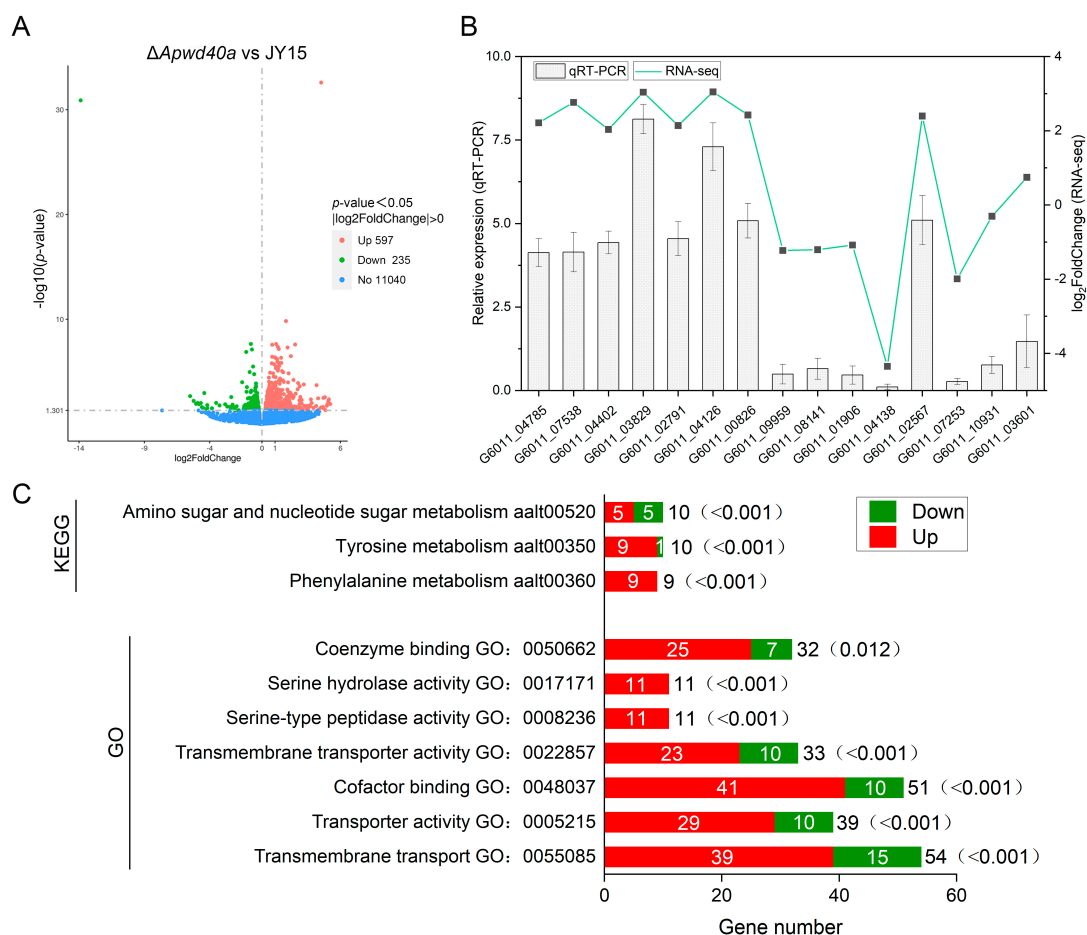 A
ΔApwd40a vs JY15
-log10(p-value)
30
20
10
1.301
-14
-9
-4
0
1
6
log2FoldChange
p-value＜0.05
|log2FoldChange|>0
Up 597
Down 235
No 11040
B
qRT-PCR
RNA-seq
Relative expression (qRT-PCR)
10.0
7.5
5.0
2.5
0.0
4
2
0
-2
-4
log2FoldChange (RNA-seq)
G6011_04785
G6011_07538
G6011_04402
G6011_03829
G6011_02791
G6011_04126
G6011_00826
G6011_09959
G6011_08141
G6011_01906
G6011_04138
G6011_02567
G6011_07253
G6011_10931
G6011_03601
C
KEGG
Amino sugar and nucleotide sugar metabolism aalt00520 5 5 10（<0.001）
Tyrosine metabolism aalt00350 9 1 10（<0.001）
Phenylalanine metabolism aalt00360 9 9（<0.001）
Down
Up
GO
Coenzyme binding GO：0050662 25 7 32（0.012）
Serine hydrolase activity GO：0017171 11 11（<0.001）
Serine-type peptidase activity GO：0008236 11 11（<0.001）
Transmembrane transporter activity GO：0022857 23 10 33（<0.001）
Cofactor binding GO：0048037 41 10 51（<0.001）
Transporter activity GO：0005215 29 10 39（<0.001）
Transmembrane transport GO：0055085 39 15 54（<0.001）
0 20 40 60
Gene number